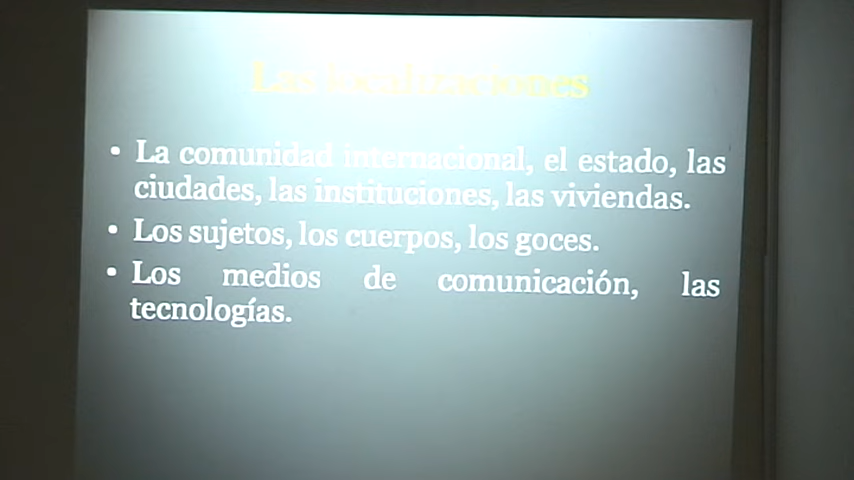 Las localizaciones
• La comunidad internacional, el estado, las
ciudades, las instituciones, las viviendas.
• Los sujetos, los cuerpos, los goces.
• Los medios de comunicación, las
tecnologías.